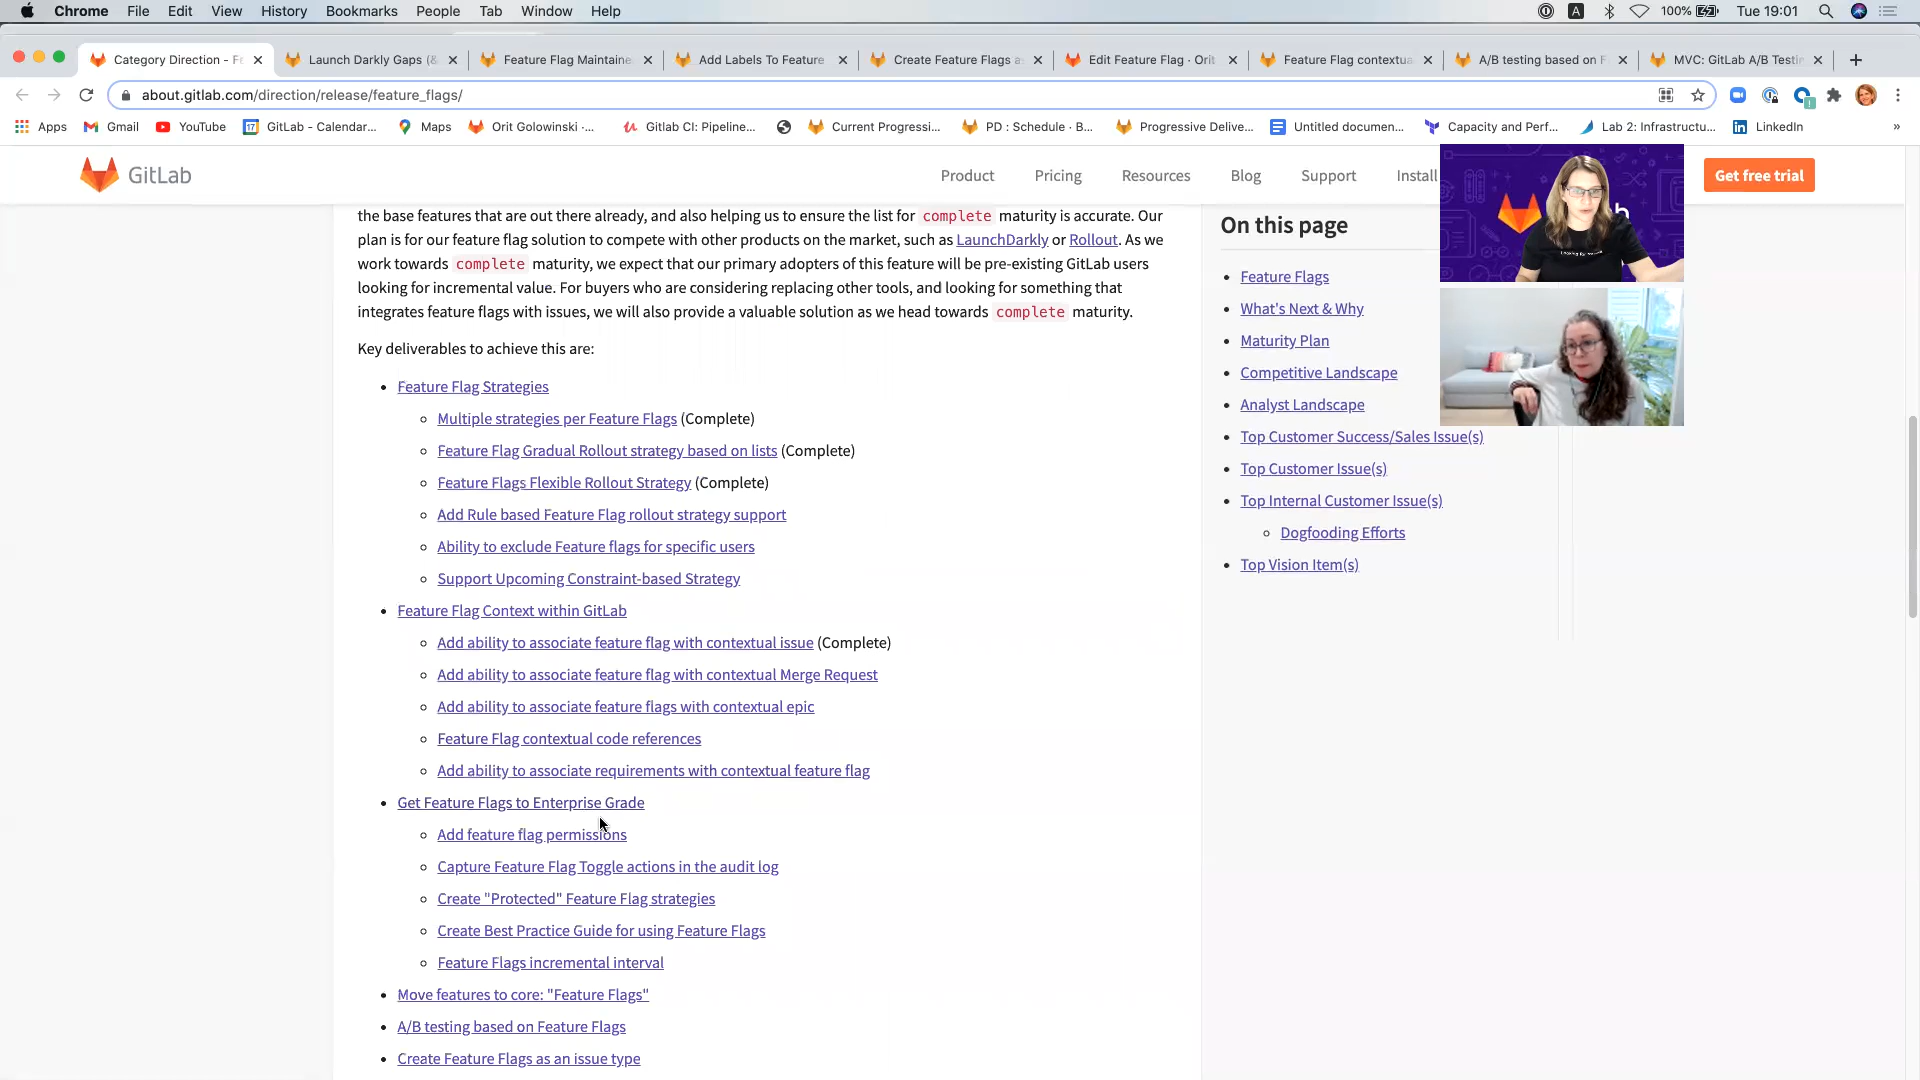 Chrome File Edit View History Bookmarks People Tab Window Help 100% Tue 19:01
Category Direction - Fe Launch Darkly Gaps (& Feature Flag Maintaine Add Labels To Feature Create Feature Flags a Edit Feature Flag · Orit Feature Flag contextua A/B testing based on F MVC: GitLab A/B Testin
about.gitlab.com/direction/release/feature_flags/
Apps Gmail YouTube GitLab - Calendar... Maps Orit Golowinski ·... Gitlab CI: Pipeline... Current Progressi... PD : Schedule · B... Progressive Delive... Untitled documen... Capacity and Perf... Lab 2: Infrastructu... LinkedIn »
GitLab Product Pricing Resources Blog Support Install Get free trial
the base features that are out there already, and also helping us to ensure the list for complete maturity is accurate. Our
plan is for our feature flag solution to compete with other products on the market, such as LaunchDarkly or Rollout. As we
work towards complete maturity, we expect that our primary adopters of this feature will be pre-existing GitLab users
looking for incremental value. For buyers who are considering replacing other tools, and looking for something that
integrates feature flags with issues, we will also provide a valuable solution as we head towards complete maturity.
Key deliverables to achieve this are:
• Feature Flag Strategies
Multiple strategies per Feature Flags (Complete)
Feature Flag Gradual Rollout strategy based on lists (Complete)
Feature Flags Flexible Rollout Strategy (Complete)
Add Rule based Feature Flag rollout strategy support
Ability to exclude Feature flags for specific users
Support Upcoming Constraint-based Strategy
• Feature Flag Context within GitLab
Add ability to associate feature flag with contextual issue (Complete)
Add ability to associate feature flag with contextual Merge Request
Add ability to associate feature flags with contextual epic
Feature Flag contextual code references
Add ability to associate requirements with contextual feature flag
• Get Feature Flags to Enterprise Grade
Add feature flag permissions
Capture Feature Flag Toggle actions in the audit log
Create "Protected" Feature Flag strategies
Create Best Practice Guide for using Feature Flags
Feature Flags incremental interval
• Move features to core: "Feature Flags"
• A/B testing based on Feature Flags
• Create Feature Flags as an issue type
On this page
• Feature Flags
• What's Next & Why
• Maturity Plan
• Competitive Landscape
• Analyst Landscape
• Top Customer Success/Sales Issue(s)
• Top Customer Issue(s)
• Top Internal Customer Issue(s)
Dogfooding Efforts
• Top Vision Item(s)